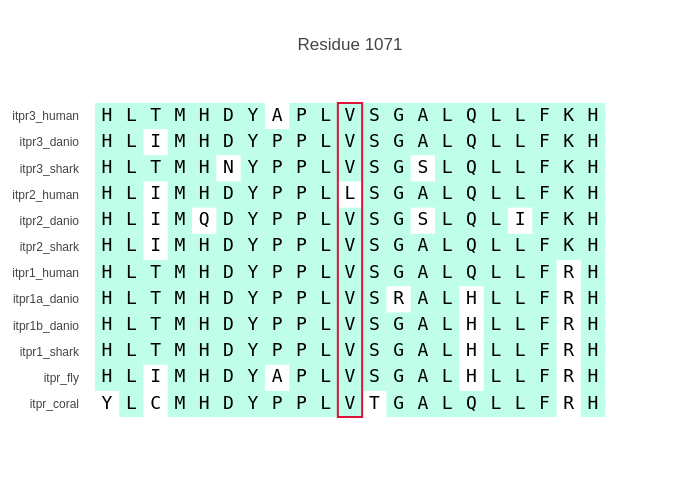 Residue 1071
itpr3_human H L T M H D Y A P L V S G A L Q L L F K H
itpr3_danio H L I M H D Y P P L V S G A L Q L L F K H
itpr3_shark H L T M H N Y P P L V S G S L Q L L F K H
itpr2_human H L I M H D Y P P L L S G A L Q L L F K H
itpr2_danio H L I M Q D Y P P L V S G S L Q L I F K H
itpr2_shark H L I M H D Y P P L V S G A L Q L L F K H
itpr1_human H L T M H D Y P P L V S G A L Q L L F R H
itpr1a_danio H L T M H D Y P P L V S R A L H L L F R H
itpr1b_danio H L T M H D Y P P L V S G A L H L L F R H
itpr1_shark H L T M H D Y P P L V S G A L H L L F R H
itpr_fly H L I M H D Y A P L V S G A L H L L F R H
itpr_coral Y L C M H D Y P P L V T G A L Q L L F R H